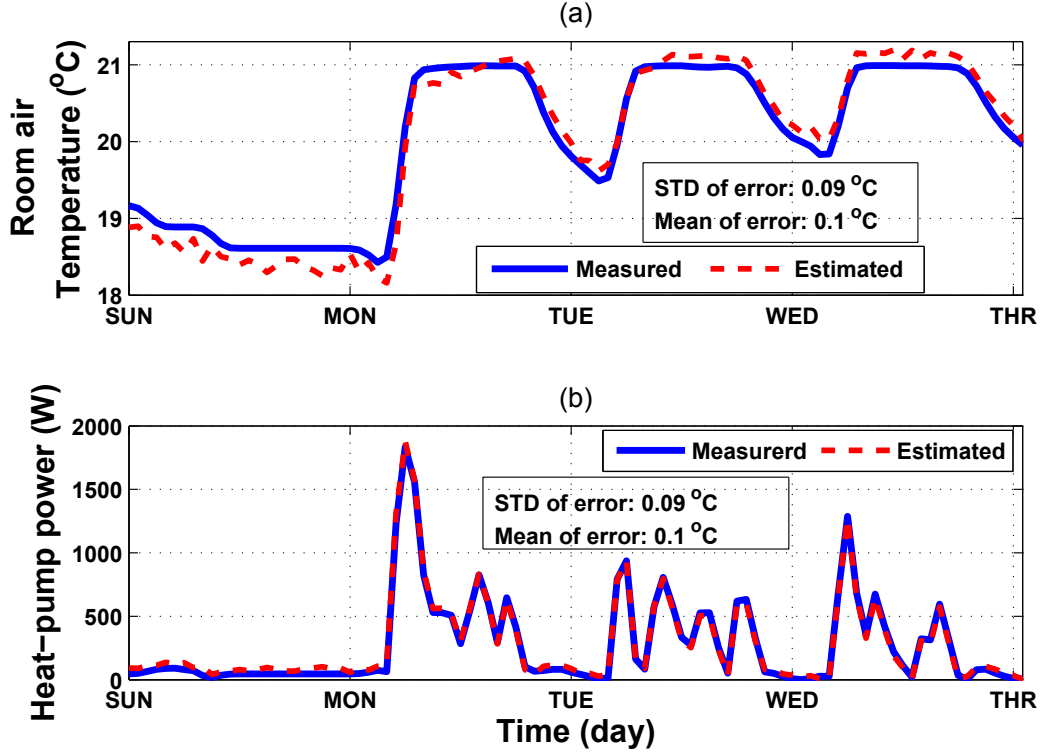 (a)
Room air
Temperature (°C)
21
20
19
18
STD of error: 0.09 °C
Mean of error: 0.1 °C
Measured Estimated
SUN MON TUE WED THR
(b)
Heat-pump power (W)
2000
1500
1000
500
0
Measurerd Estimated
STD of error: 0.09 °C
Mean of error: 0.1 °C
SUN MON TUE WED THR
Time (day)